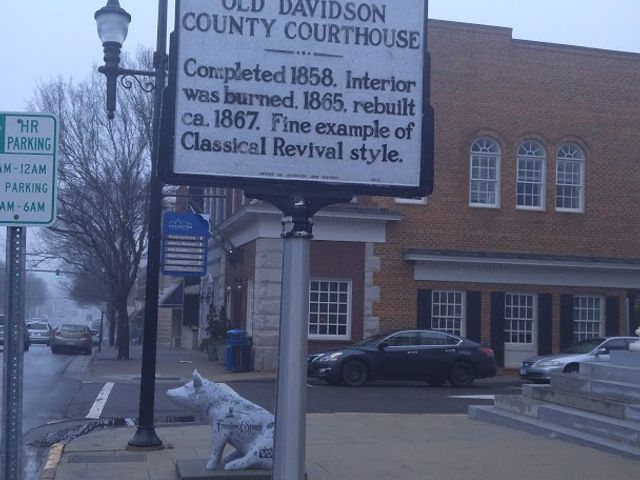 OLD DAVIDSON
COUNTY COURTHOUSE
Completed 1858. Interior
was burned, 1865, rebuilt
ca. 1867. Fine example of
Classical Revival style.
HR
PARKING
AM-12AM
PARKING
AM-6AM
LEXINGTON